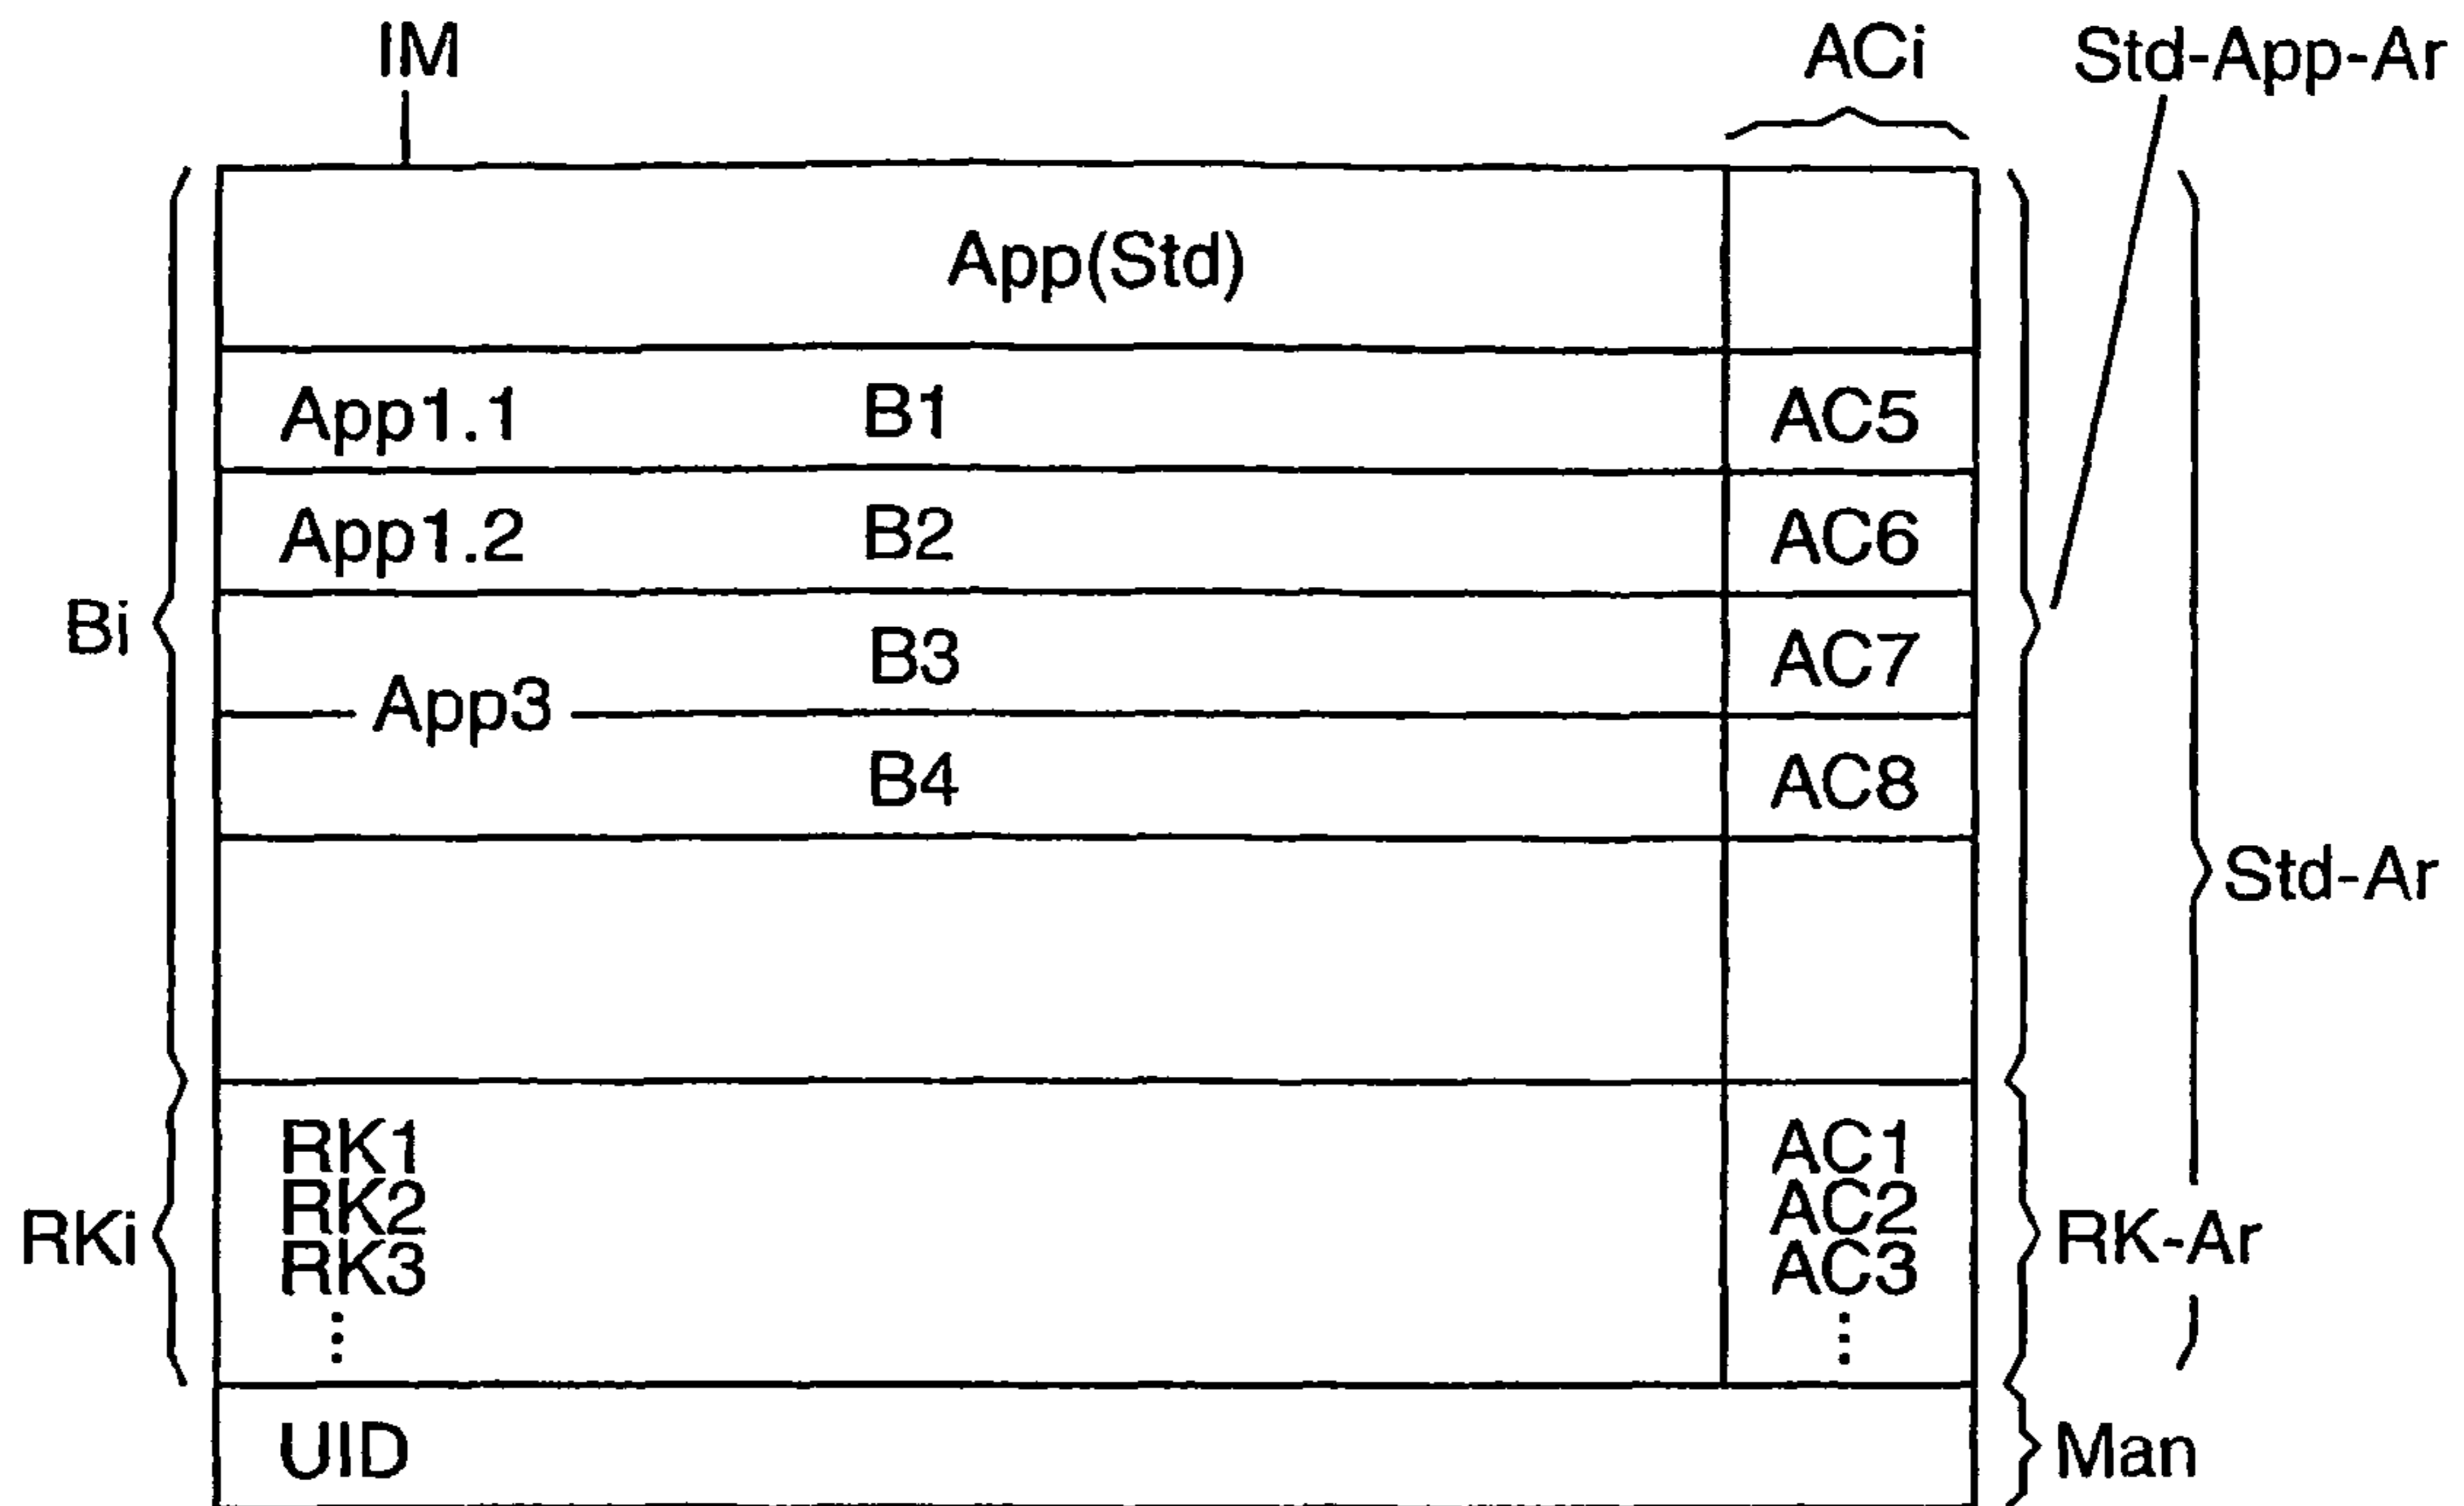 IM ACi Std-App-Ar
App(Std)
App1.1 B1 AC5
App1.2 B2 AC6
Bi B3 AC7
App3
B4 AC8
Std-Ar
RK1 AC1
RK2 AC2
RKi RK-Ar
RK3 AC3
UID Man